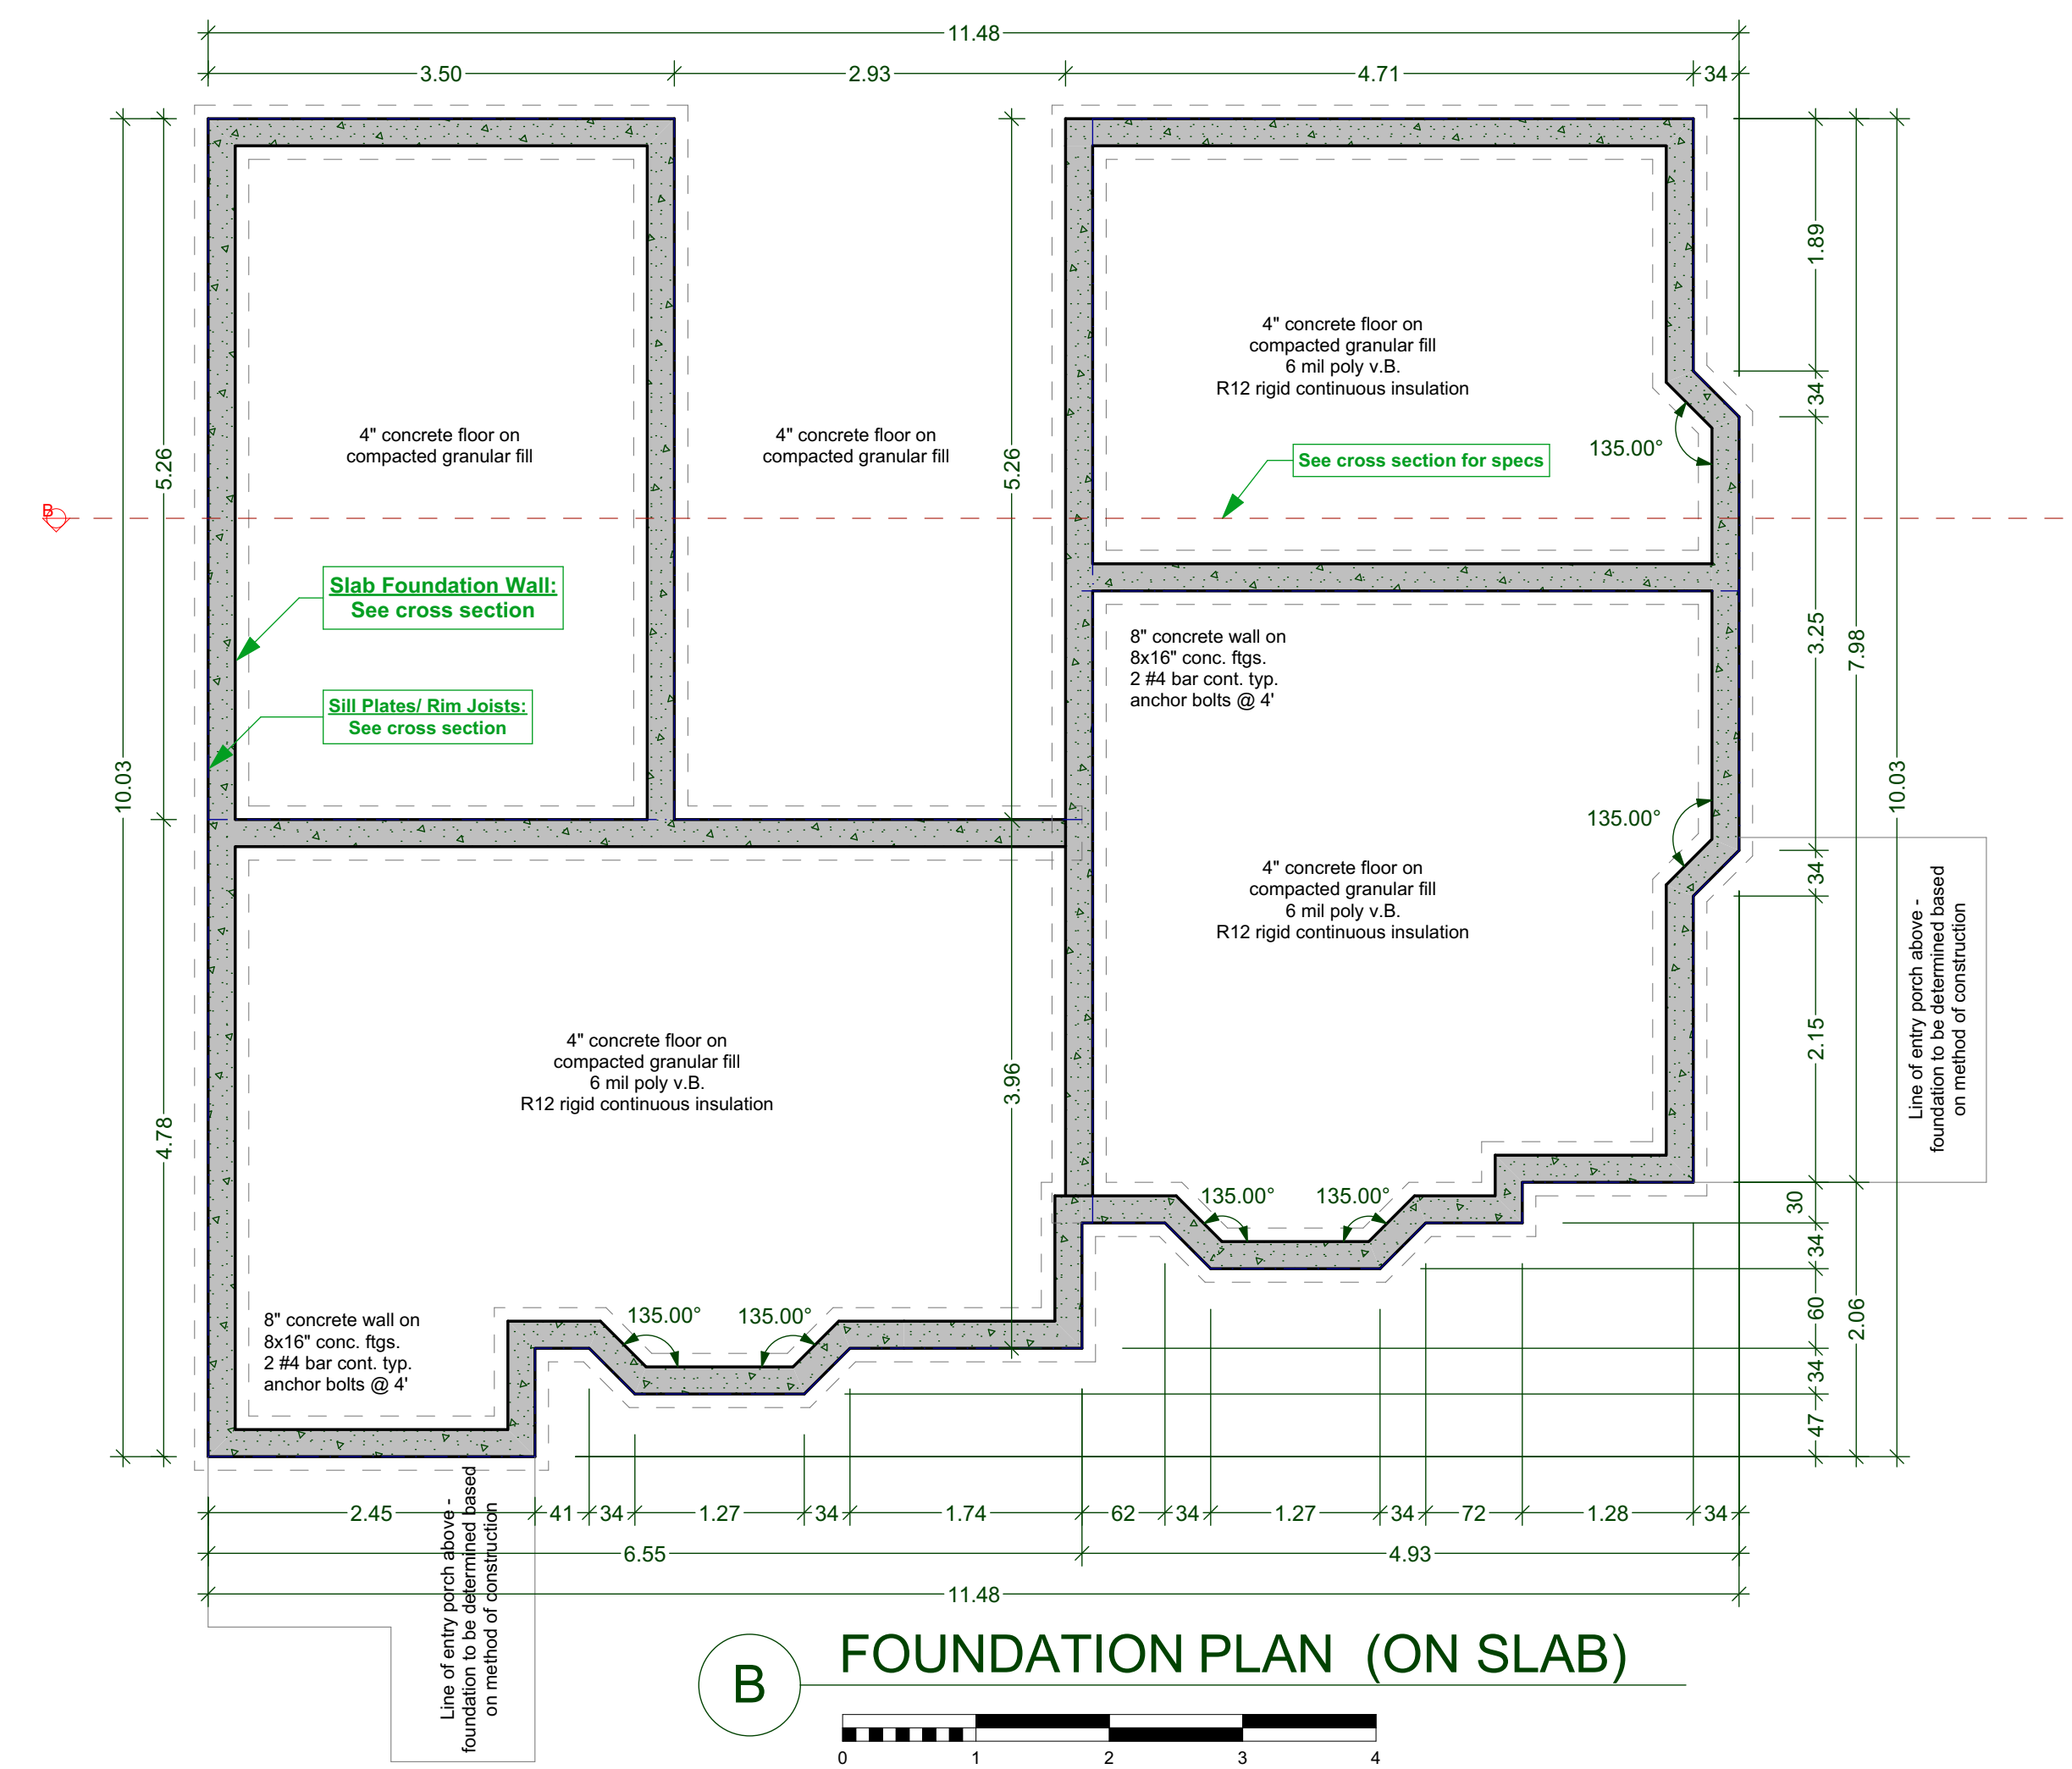 11.48
3.50
2.93
4.71
34
4" concrete floor on
compacted granular fill
6 mil poly v.B.
R12 rigid continuous insulation
135.00°
See cross section for specs
4" concrete floor on
compacted granular fill
4" concrete floor on
compacted granular fill
B
Slab Foundation Wall:
See cross section
Sill Plates/ Rim Joists:
See cross section
8" concrete wall on
8x16" conc. ftgs.
2 #4 bar cont. typ.
anchor bolts @ 4'
135.00°
4" concrete floor on
compacted granular fill
6 mil poly v.B.
R12 rigid continuous insulation
4" concrete floor on
compacted granular fill
6 mil poly v.B.
R12 rigid continuous insulation
135.00°
135.00°
135.00°
135.00°
8" concrete wall on
8x16" conc. ftgs.
2 #4 bar cont. typ.
anchor bolts @ 4'
10.03
5.26
4.78
5.26
3.96
1.89
34
3.25
34
2.15
30
34
60
34
47
7.98
2.06
10.03
Line of entry porch above -
foundation to be determined based
on method of construction
2.45
41
34
1.27
34
1.74
62
34
1.27
34
72
1.28
34
6.55
4.93
11.48
Line of entry porch above -
foundation to be determined based
on method of construction
B
FOUNDATION PLAN (ON SLAB)
0 1 2 3 4